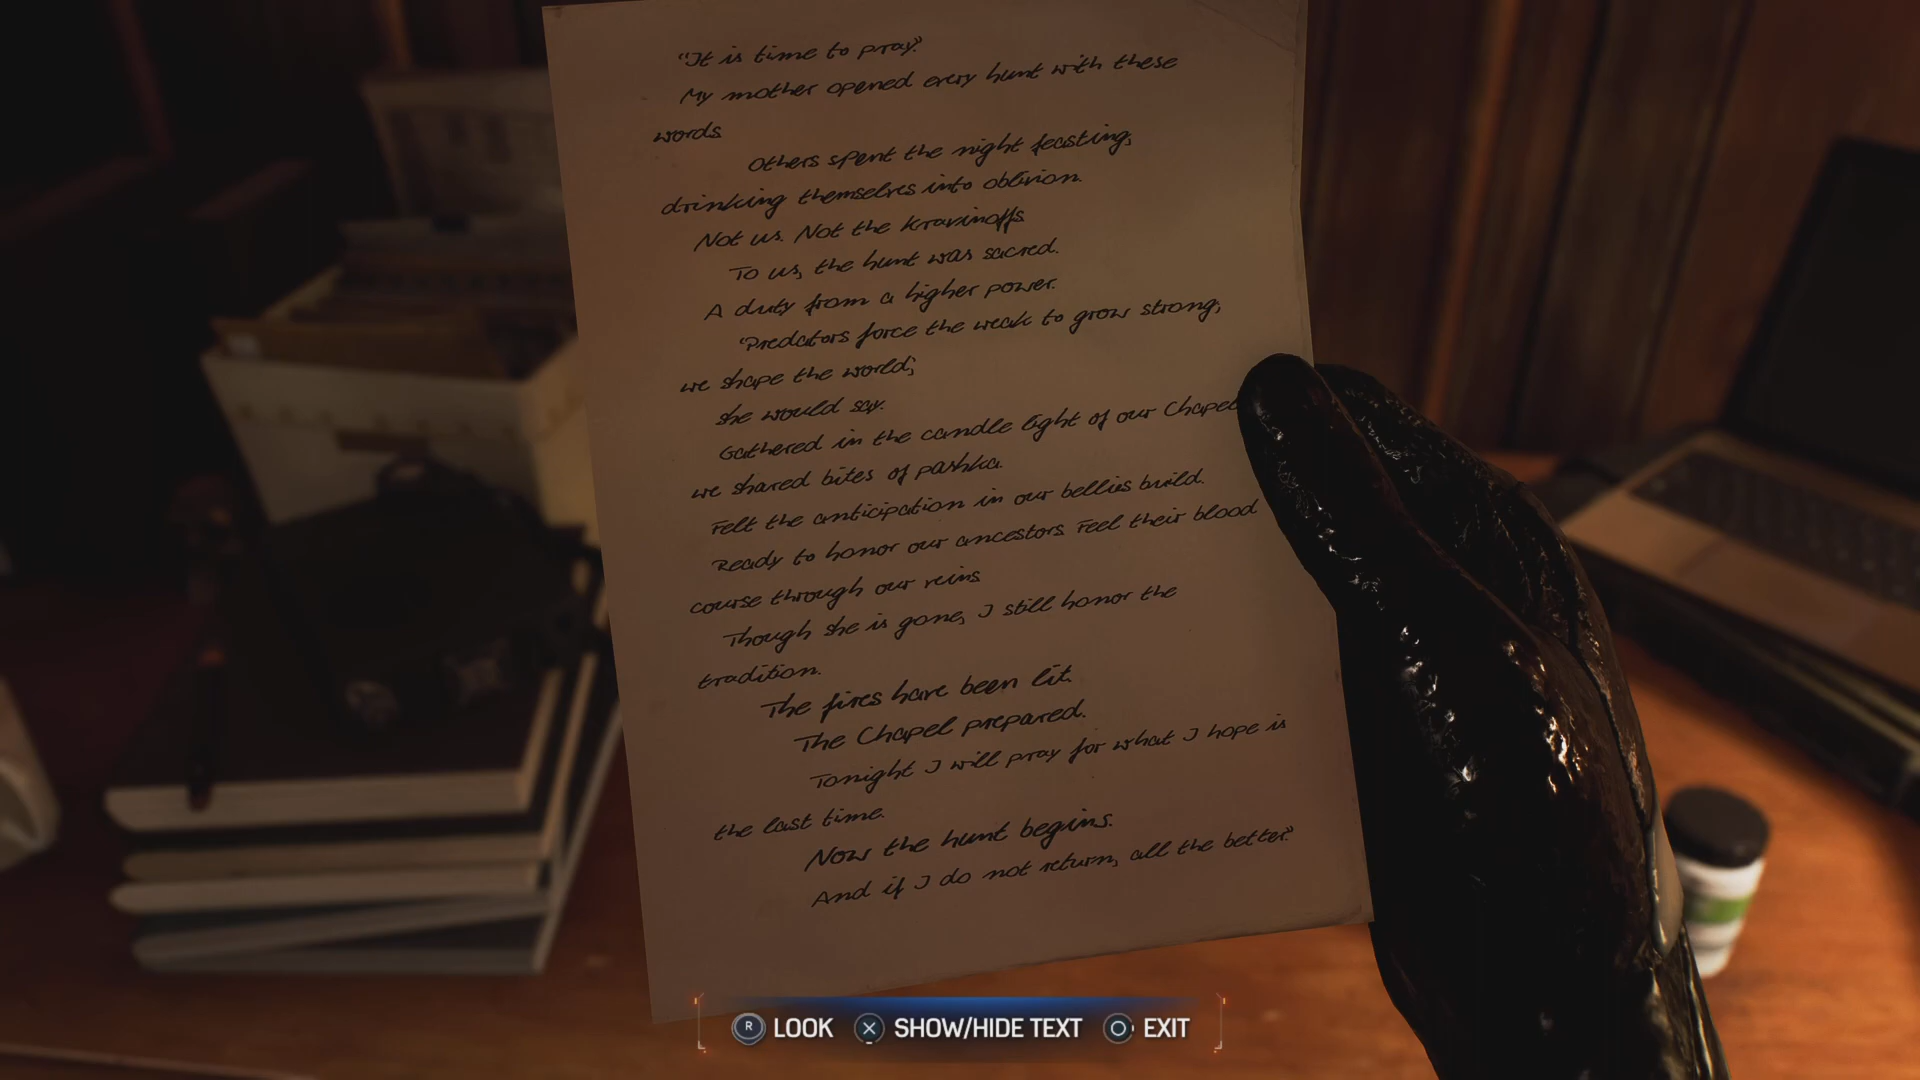 "It is time to pray."
My mother opened every hunt with these
words.
Others spent the night feasting,
drinking themselves into oblivion.
Not us. Not the Kravinoffs.
To us, the hunt was sacred.
A duty from a higher power.
'Predators force the weak to grow strong,
we shape the world,'
she would say.
Gathered in the candle light of our Chapel
we shared bites of pashka.
Felt the anticipation in our bellies build.
Ready to honor our ancestors. Feel their blood
course through our veins.
Though she is gone, I still honor the
tradition.
The fires have been lit.
The Chapel prepared.
Tonight I will pray for what I hope is
the last time.
Now the hunt begins.
And if I do not return, all the better."
R LOOK SHOW/HIDE TEXT EXIT